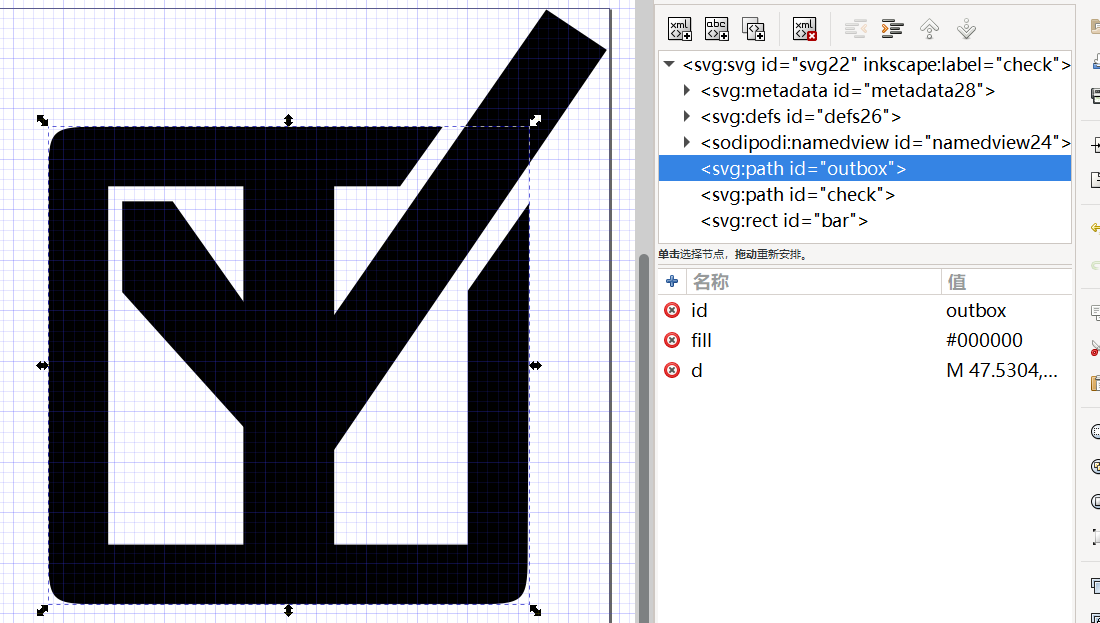 xml
abc
xml
<svg:svg id="svg22" inkscape:label="check">
<svg:metadata id="metadata28">
<svg:defs id="defs26">
<sodipodi:namedview id="namedview24">
<svg:path id="outbox">
<svg:path id="check">
<svg:rect id="bar">
单击选择节点，拖动重新安排。
名称 值
id outbox
fill #000000
d M 47.5304,...